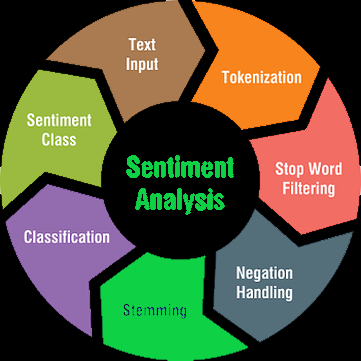 Text
Input
Tokenization
Stop Word
Filtering
Negation
Handling
Stemming
Classification
Sentiment
Class
Sentiment
Analysis